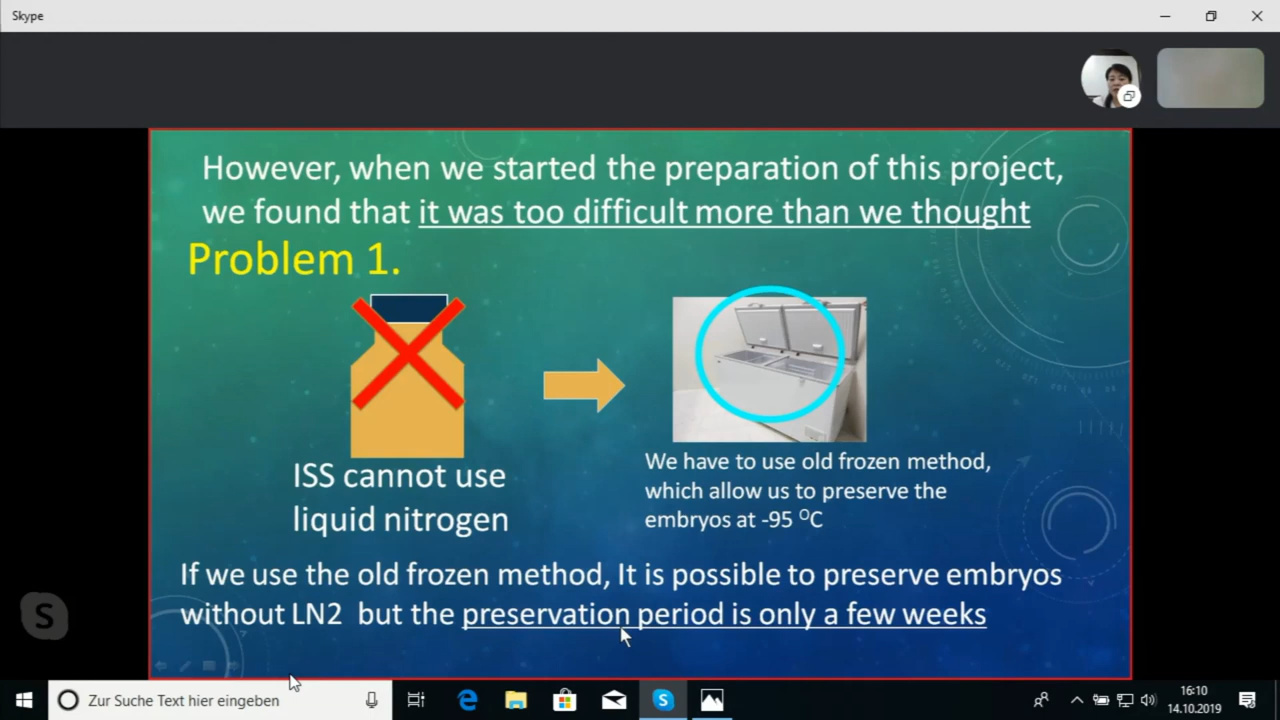 Skype
However, when we started the preparation of this project,
we found that it was too difficult more than we thought
Problem 1.
ISS cannot use
liquid nitrogen
We have to use old frozen method,
which allow us to preserve the
embryos at -95 ᴼC
If we use the old frozen method, It is possible to preserve embryos
without LN2 but the preservation period is only a few weeks
S
Zur Suche Text hier eingeben
16:10
14.10.2019